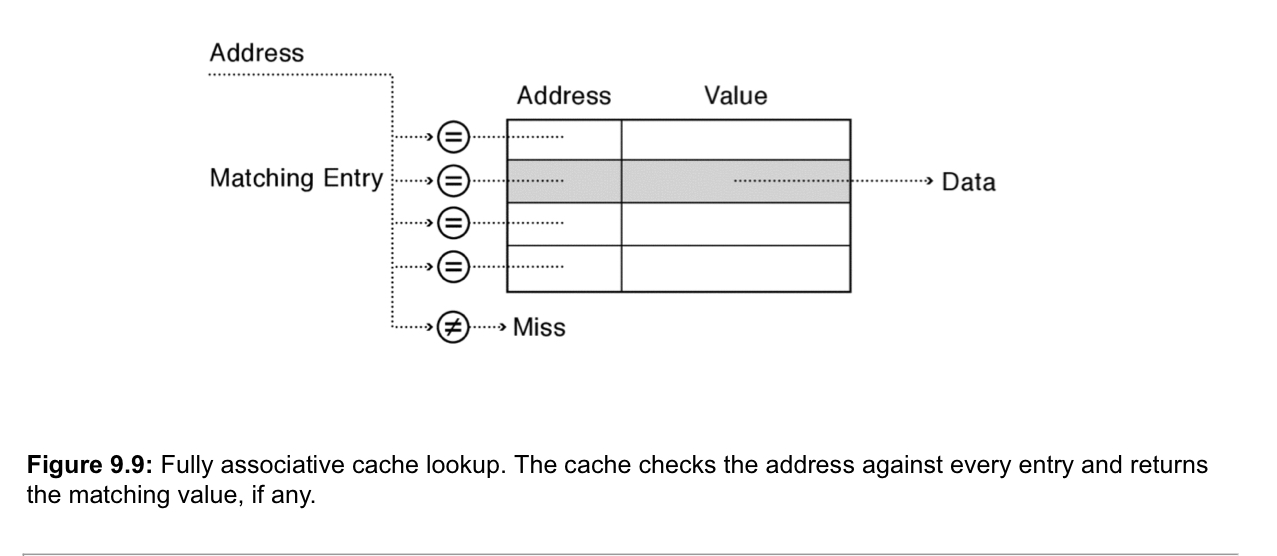 Address
Address Value
=
Matching Entry = Data
=
=
≠ Miss
Figure 9.9: Fully associative cache lookup. The cache checks the address against every entry and returns
the matching value, if any.